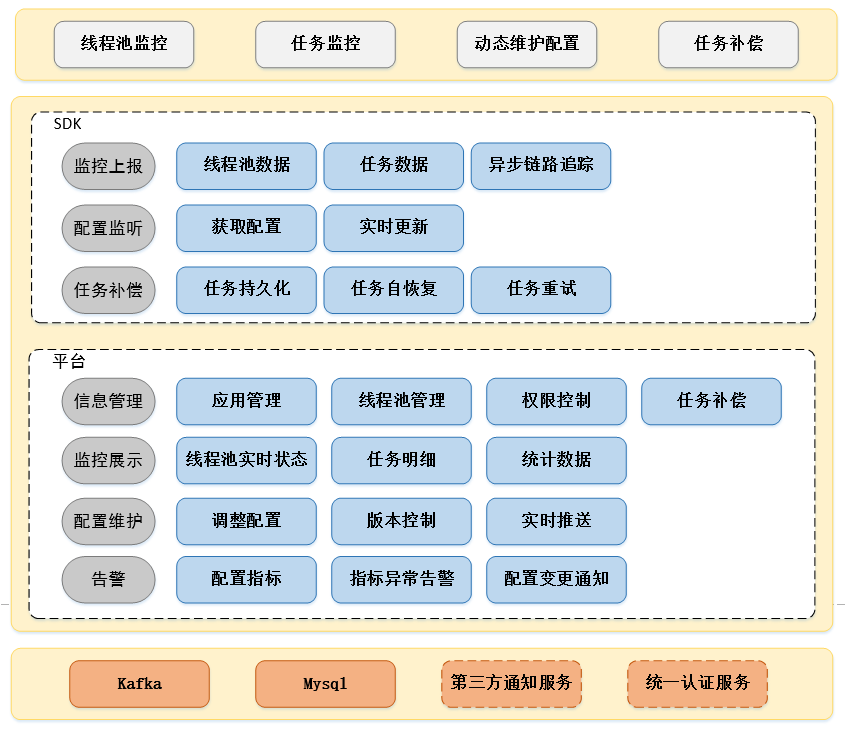 线程池监控
任务监控
动态维护配置
任务补偿
SDK
监控上报
线程池数据
任务数据
异步链路追踪
配置监听
获取配置
实时更新
任务补偿
任务持久化
任务自恢复
任务重试
平台
信息管理
应用管理
线程池管理
权限控制
任务补偿
监控展示
线程池实时状态
任务明细
统计数据
配置维护
调整配置
版本控制
实时推送
告警
配置指标
指标异常告警
配置变更通知
Kafka
Mysql
第三方通知服务
统一认证服务